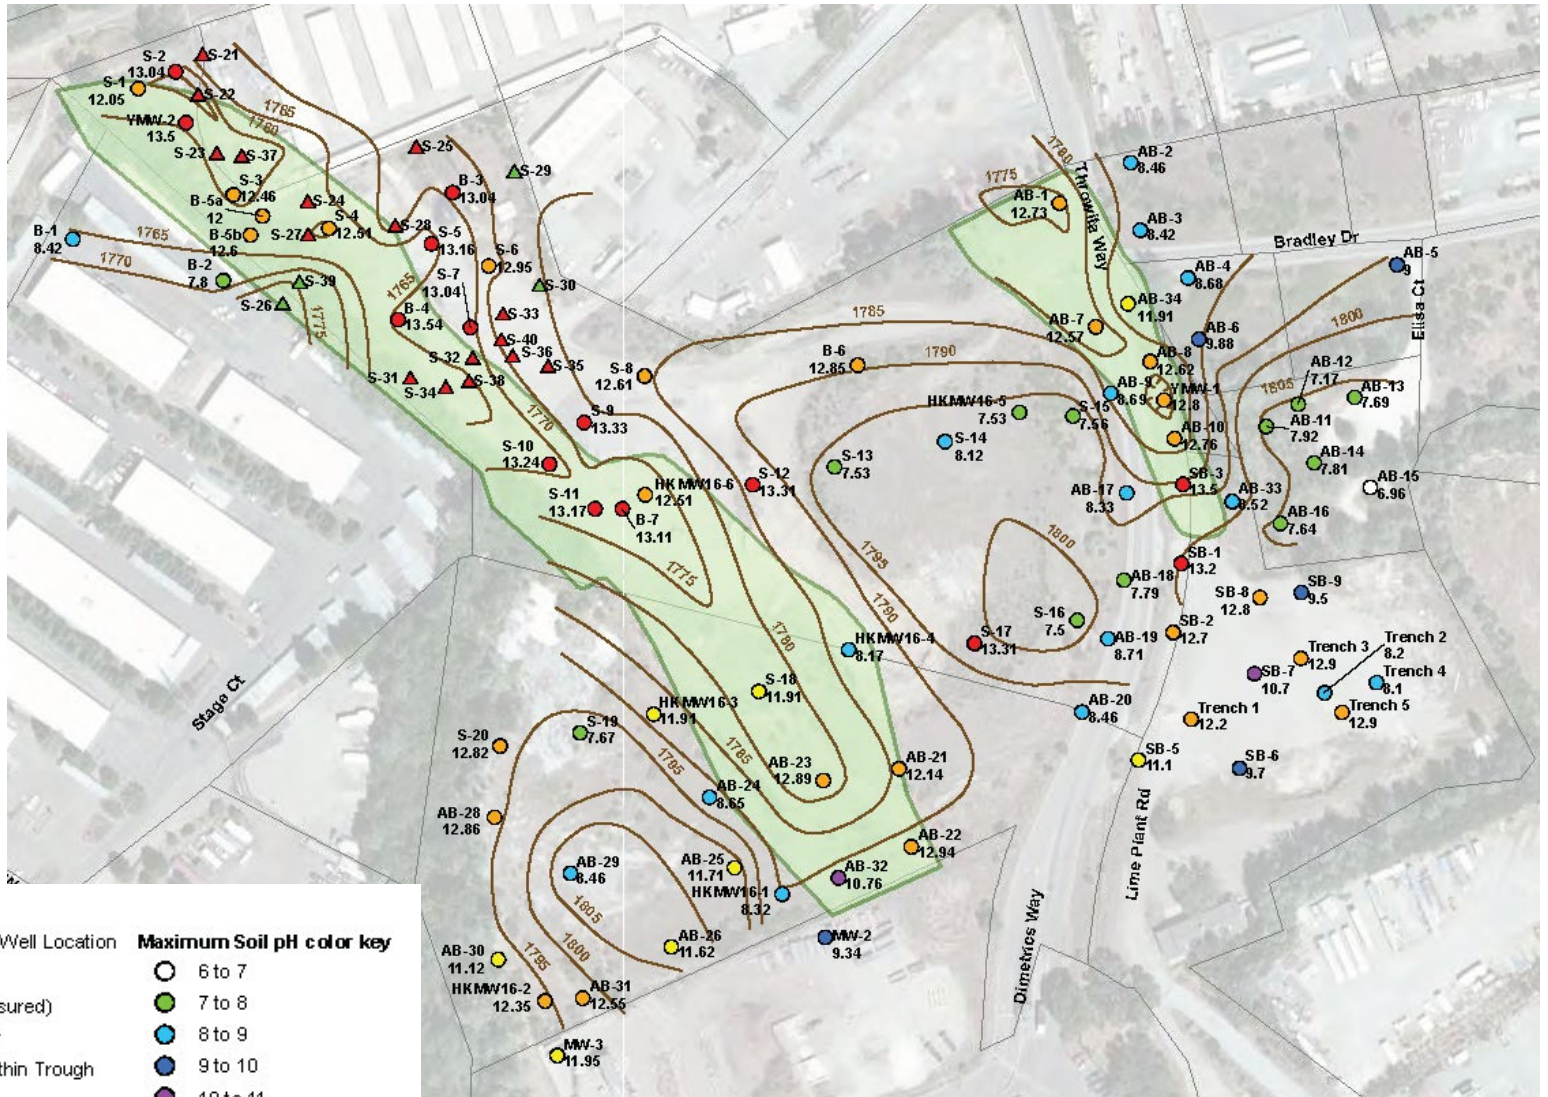 S-2
13.04
S-21
S-1
12.05
S-22
YMW-2
13.5
1765
1780
S-23
S-37
S-25
S-29
B-3
13.04
S-3
12.46
S-24
B-5a
12
S-4
12.51
S-28
B-5b
12.6
S-27
S-5
13.16
S-6
12.95
B-1
8.42
1765
1770
B-2
7.8
S-39
S-26
1775
1765
S-7
13.04
S-30
B-4
13.54
S-33
S-40
S-36
S-32
S-35
S-31
S-34
S-38
S-8
12.61
1770
S-9
13.33
S-10
13.24
S-11
13.17
B-7
13.11
HKMW16-6
12.51
S-12
13.31
1775
1785
1790
B-6
12.85
HKMW16-5
7.53
S-15
7.56
S-14
8.12
S-13
7.53
1795
1790
1800
1775
1780
AB-1
12.73
Throwita Way
AB-2
8.46
AB-3
8.42
Bradley Dr
AB-4
8.68
AB-5
9
Elisa Ct
AB-34
11.91
AB-7
12.57
AB-6
9.88
1800
AB-8
12.62
AB-9
8.69
YMW-1
12.8
1805
AB-12
7.17
AB-13
7.69
AB-11
7.92
AB-10
12.76
AB-14
7.81
AB-15
6.96
SB-3
13.5
AB-17
8.33
AB-33
8.52
AB-16
7.64
SB-1
13.2
AB-18
7.79
SB-8
12.8
SB-9
9.5
S-16
7.5
S-17
13.31
AB-19
8.71
SB-2
12.7
Trench 2
8.2
Trench 3
12.9
SB-7
10.7
Trench 4
8.1
Trench 1
12.2
Trench 5
12.9
AB-20
8.46
SB-5
11.1
SB-6
9.7
Stage Ct
HKMW16-4
8.17
1780
S-18
11.91
HKMW16-3
11.91
S-19
7.67
S-20
12.82
1795
1785
AB-23
12.89
AB-21
12.14
AB-24
8.65
AB-28
12.86
AB-22
12.94
AB-29
8.46
AB-25
11.71
AB-32
10.76
HKMW16-1
8.32
1805
1800
1795
AB-26
11.62
MW-2
9.34
AB-30
11.12
HKMW16-2
12.35
AB-31
12.55
MW-3
11.95
Lime Plant Rd
Dimetrics Way
Well Location
Maximum Soil pH color key
6 to 7
sured)
7 to 8
8 to 9
thin Trough
9 to 10
10 to 11